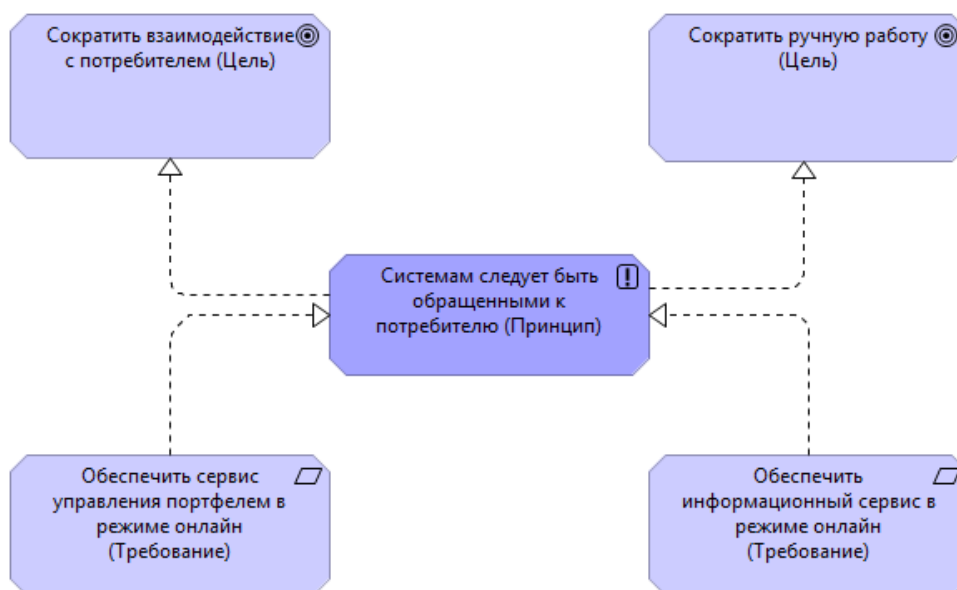 Сократить взаимодействие
с потребителем (Цель)
Сократить ручную работу
(Цель)
Системам следует быть
обращенными к
потребителю (Принцип)
Обеспечить сервис
управления портфелем в
режиме онлайн
(Требование)
Обеспечить
информационный сервис в
режиме онлайн
(Требование)